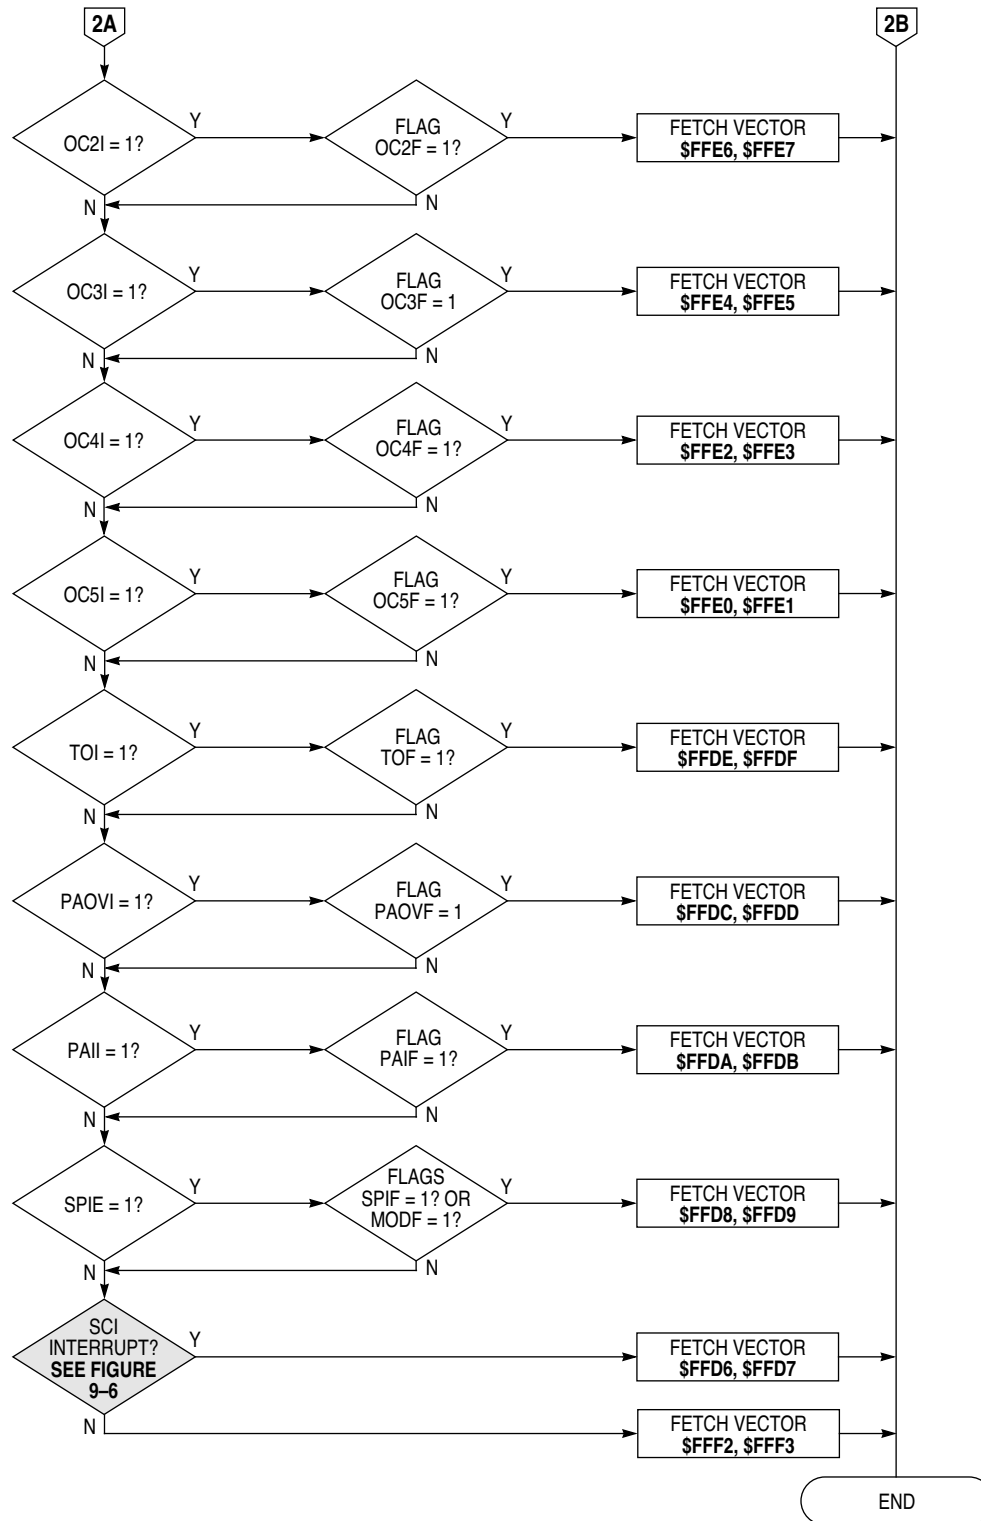 2A
2B
OC2I = 1?
Y
FLAG
OC2F = 1?
Y
FETCH VECTOR
$FFE6, $FFE7
N
N
OC3I = 1?
Y
FLAG
OC3F = 1
Y
FETCH VECTOR
$FFE4, $FFE5
N
N
OC4I = 1?
Y
FLAG
OC4F = 1?
Y
FETCH VECTOR
$FFE2, $FFE3
N
N
OC5I = 1?
Y
FLAG
OC5F = 1?
Y
FETCH VECTOR
$FFE0, $FFE1
N
N
TOI = 1?
Y
FLAG
TOF = 1?
Y
FETCH VECTOR
$FFDE, $FFDF
N
N
PAOVI = 1?
Y
FLAG
PAOVF = 1
Y
FETCH VECTOR
$FFDC, $FFDD
N
N
PAII = 1?
Y
FLAG
PAIF = 1?
Y
FETCH VECTOR
$FFDA, $FFDB
N
N
SPIE = 1?
Y
FLAGS
SPIF = 1? OR
MODF = 1?
Y
FETCH VECTOR
$FFD8, $FFD9
N
N
SCI
INTERRUPT?
SEE FIGURE
9–6
Y
FETCH VECTOR
$FFD6, $FFD7
N
FETCH VECTOR
$FFF2, $FFF3
END